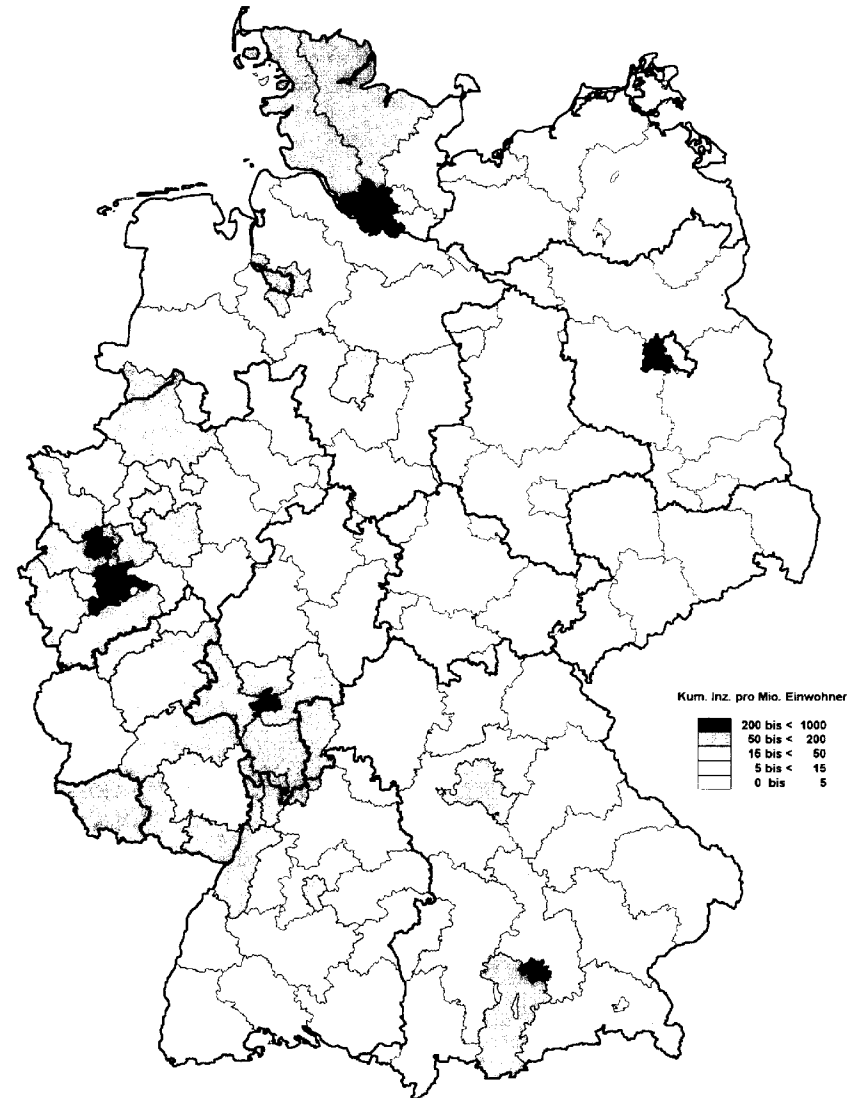 Kum. Inz. pro Mio. Einwohner
200 bis < 1000
50 bis < 200
16 bis < 50
5 bis < 15
0 bis 5